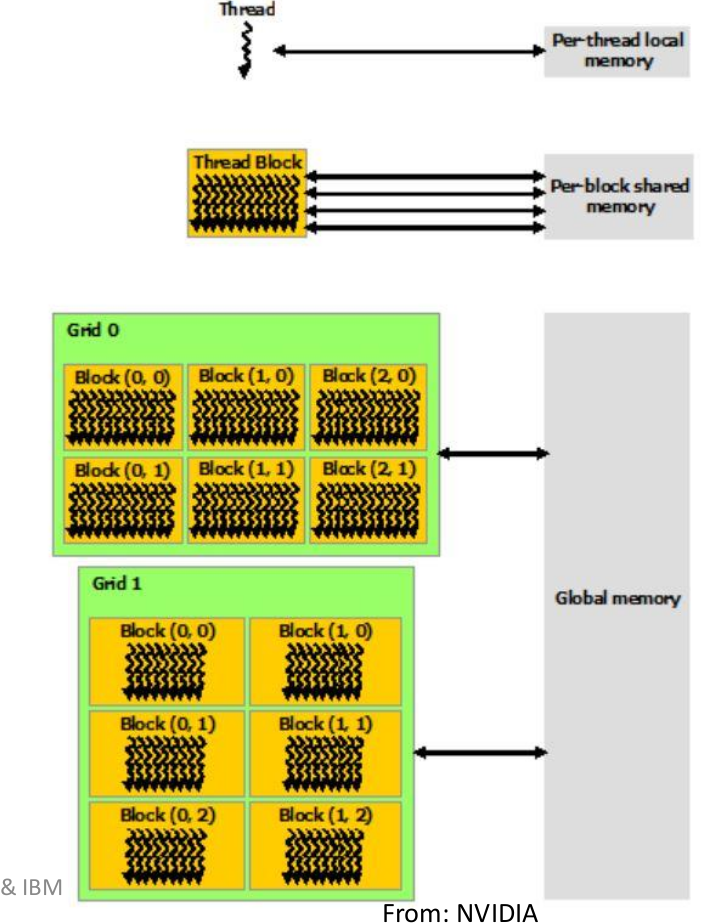 Thread
Per-thread local
memory
Thread Block
Per-block shared
memory
Grid 0
Block (0, 0)
Block (1, 0)
Block (2, 0)
Block (0, 1)
Block (1, 1)
Block (2, 1)
Grid 1
Global memory
Block (0, 0)
Block (1, 0)
Block (0, 1)
Block (1, 1)
Block (0, 2)
Block (1, 2)
& IBM
From: NVIDIA